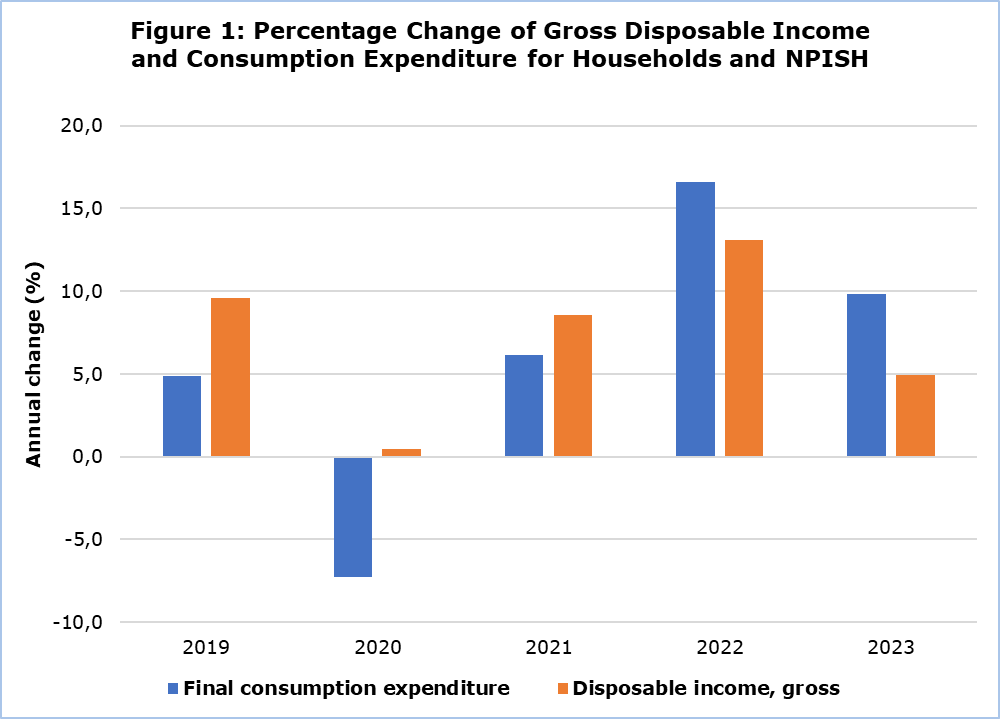 Figure 1: Percentage Change of Gross Disposable Income
and Consumption Expenditure for Households and NPISH
20,0
15,0
10,0
5,0
0,0
-5,0
-10,0
Annual change (%)
2019 2020 2021 2022 2023
Final consumption expenditure Disposable income, gross